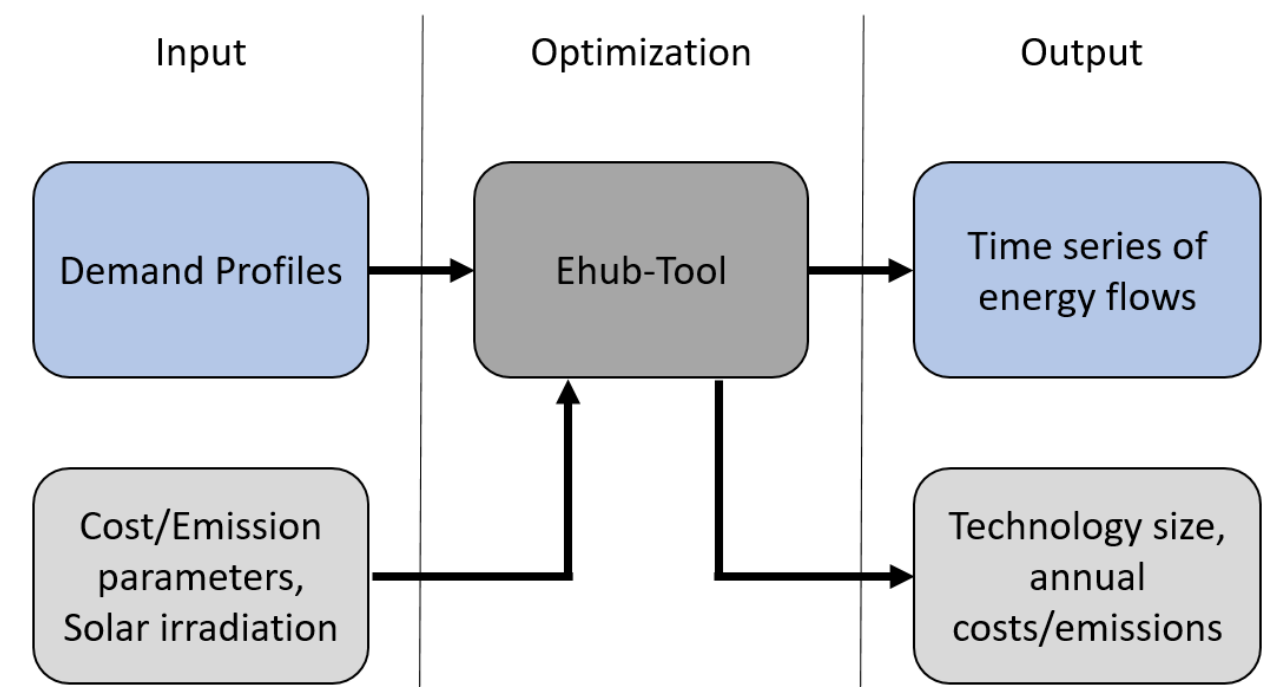 Input
Optimization
Output
Demand Profiles
Ehub-Tool
Time series of
energy flows
Cost/Emission
parameters,
Solar irradiation
Technology size,
annual
costs/emissions